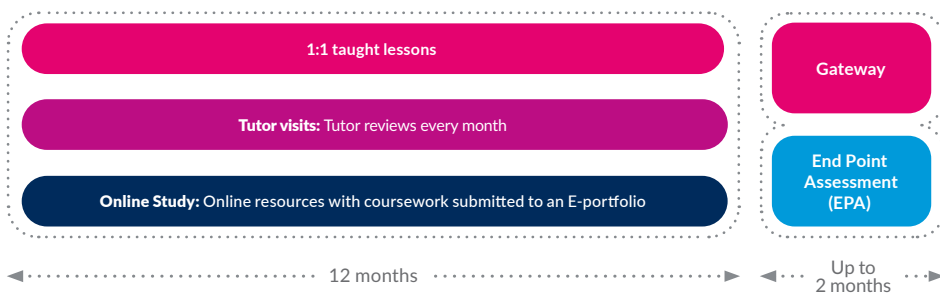 1:1 taught lessons
Tutor visits: Tutor reviews every month
Online Study: Online resources with coursework submitted to an E-portfolio
Gateway
End Point
Assessment
(EPA)
12 months
Up to
2 months